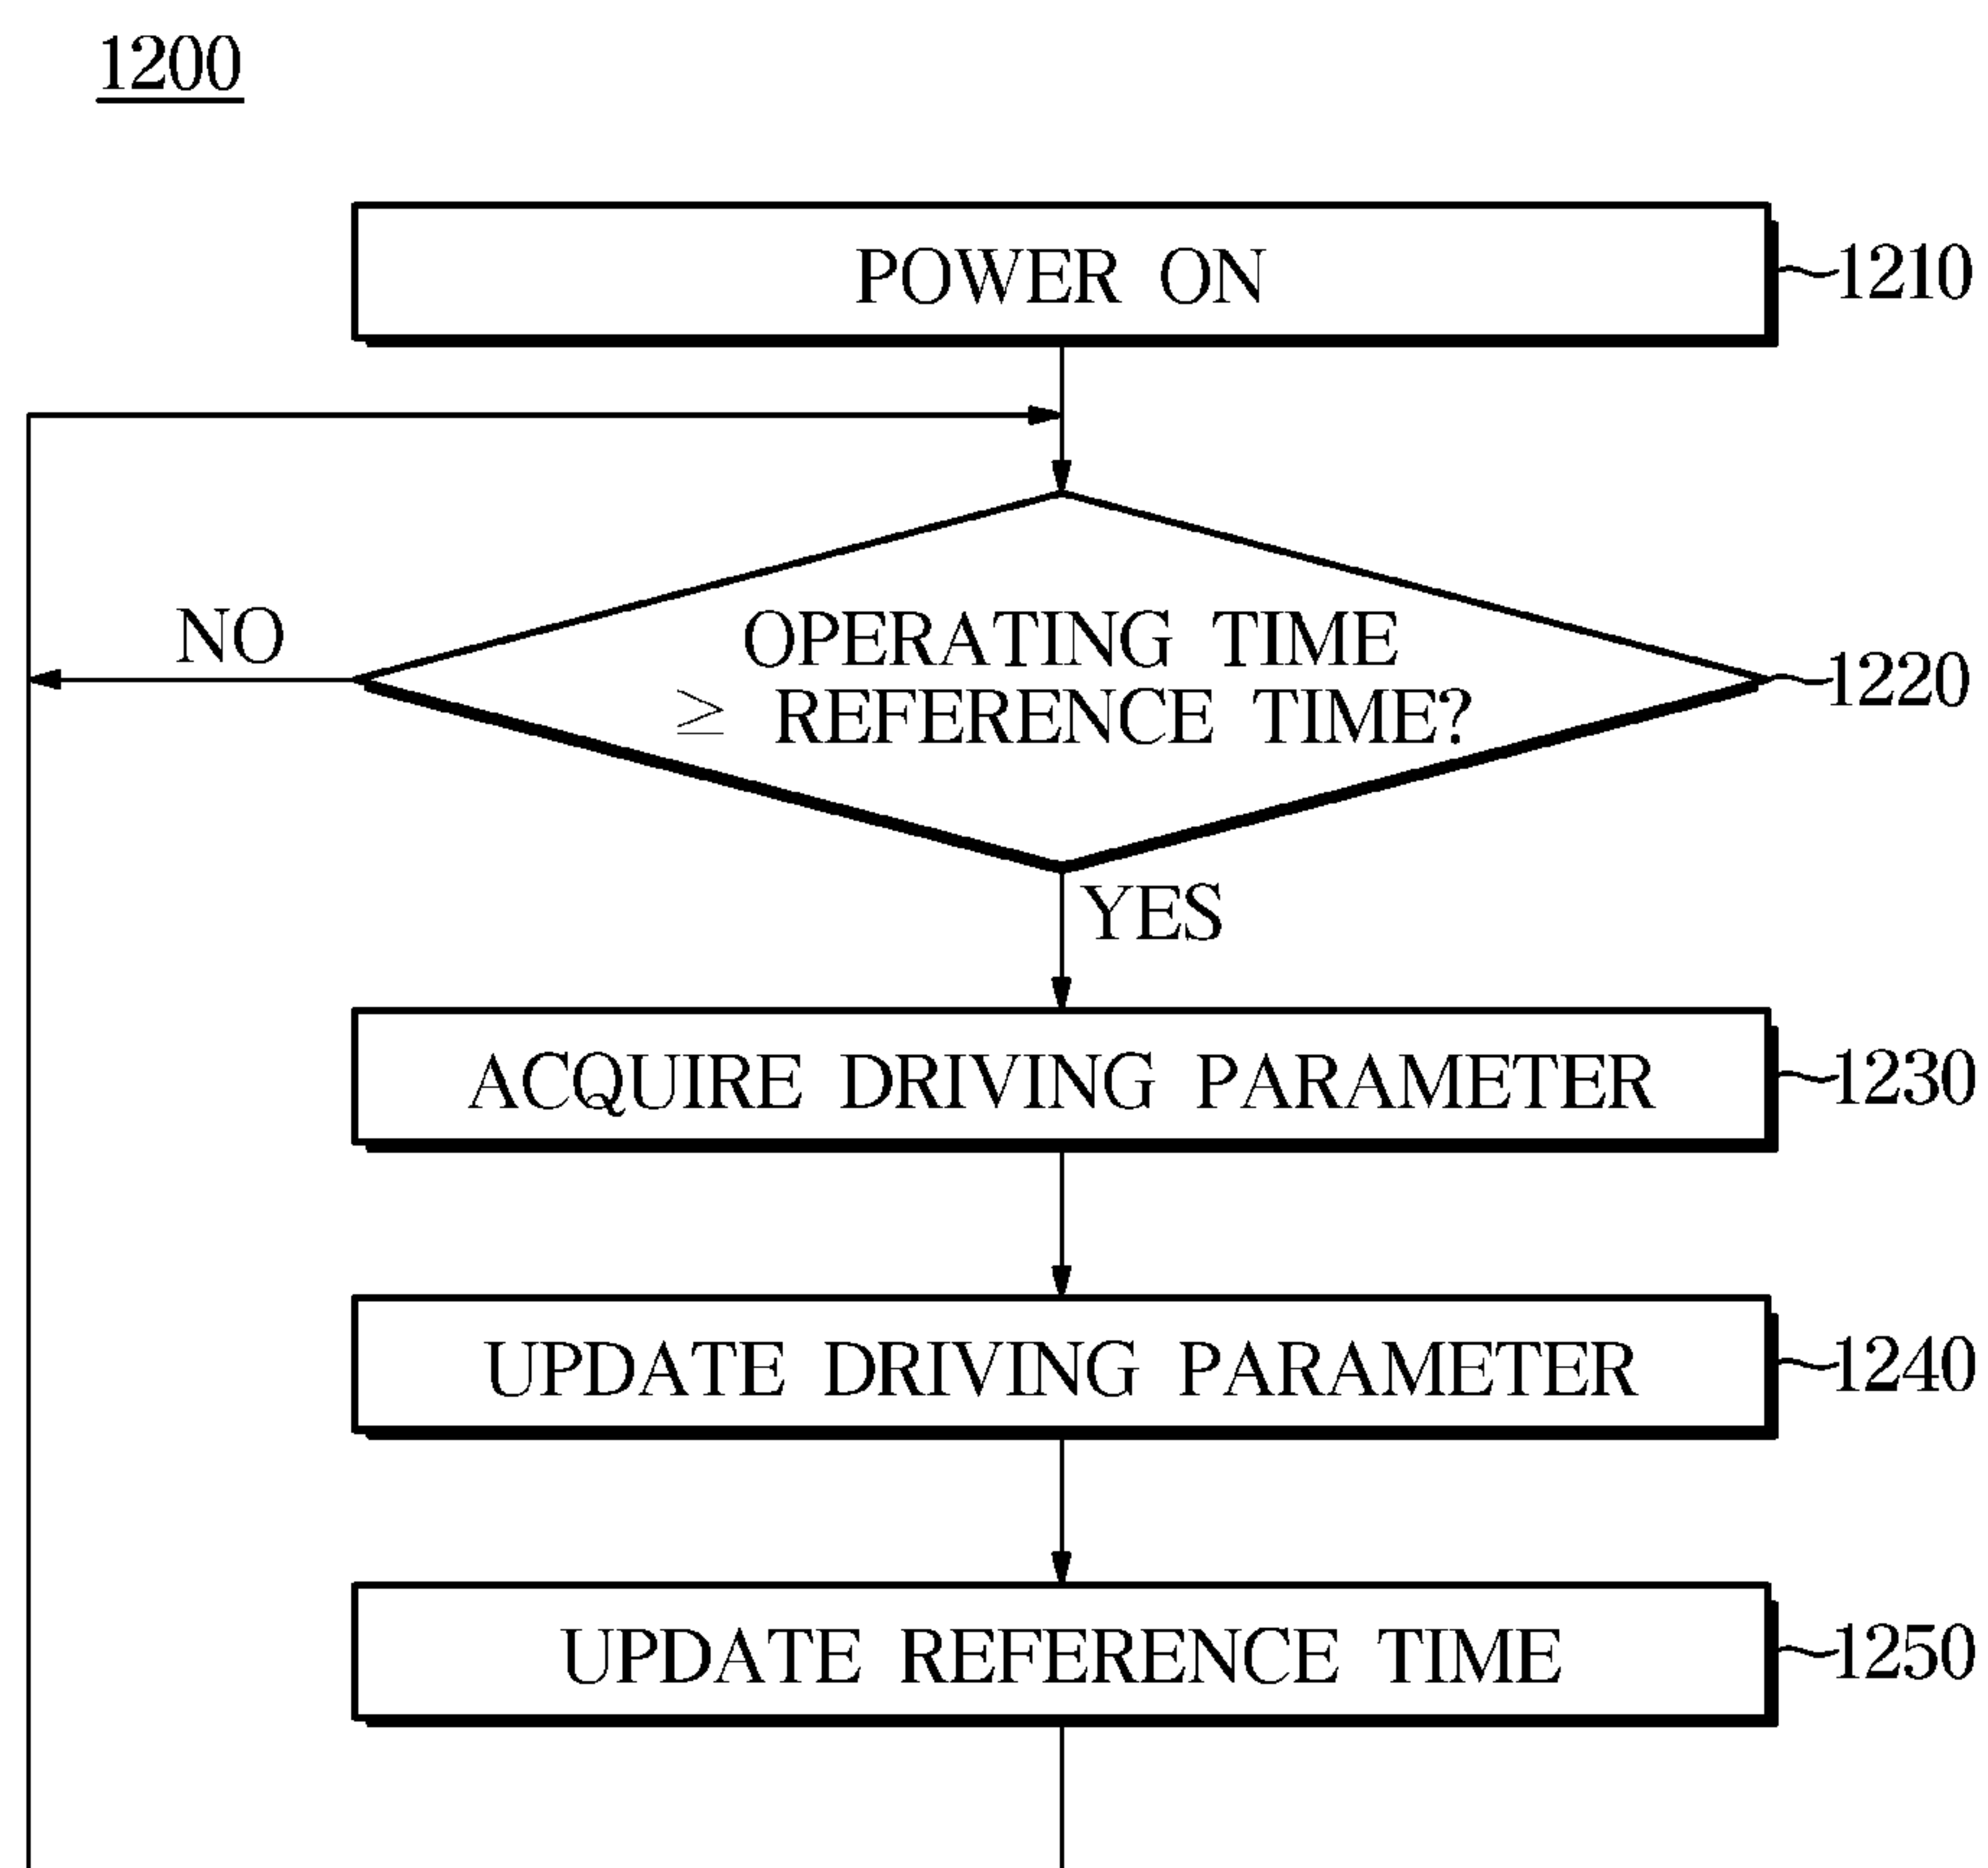 1200
POWER ON
1210
NO
OPERATING TIME
≥ REFERENCE TIME?
1220
YES
ACQUIRE DRIVING PARAMETER
1230
UPDATE DRIVING PARAMETER
1240
UPDATE REFERENCE TIME
1250